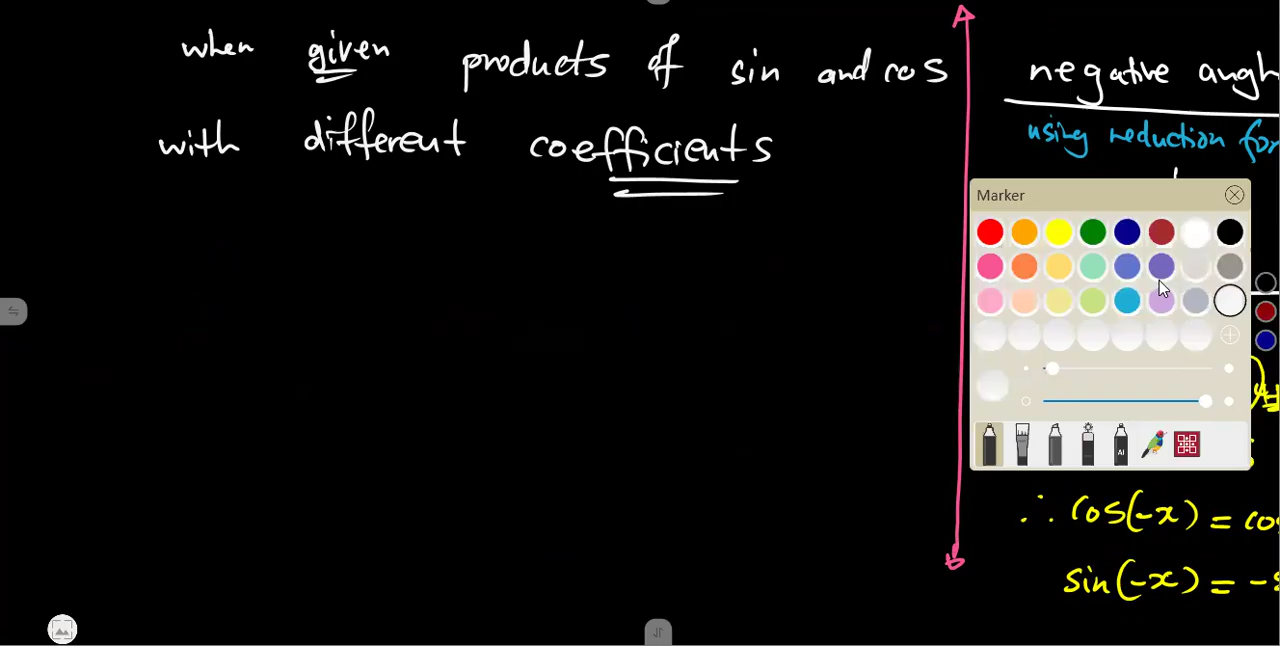 when given products of sin and cos
with different coefficients
negative angl
using reduction for
Marker
AI
∴ cos(-x) = co
sin(-x) = -s